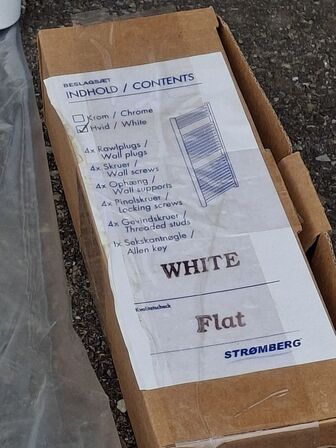 BESLAGSÆT
INDHOLD / CONTENTS
Krom / Chrome
Hvid / White
4x Rawlplugs /
Wall plugs
4x Skruer /
Wall screws
4x Ophæng /
Wall supports
4x Pinolskruer /
Locking screws
4x Gevindskruer /
Threaded studs
1x Sekskantnøgle /
Allen key
WHITE
Kvalitetscheck
Flat
STRØMBERG